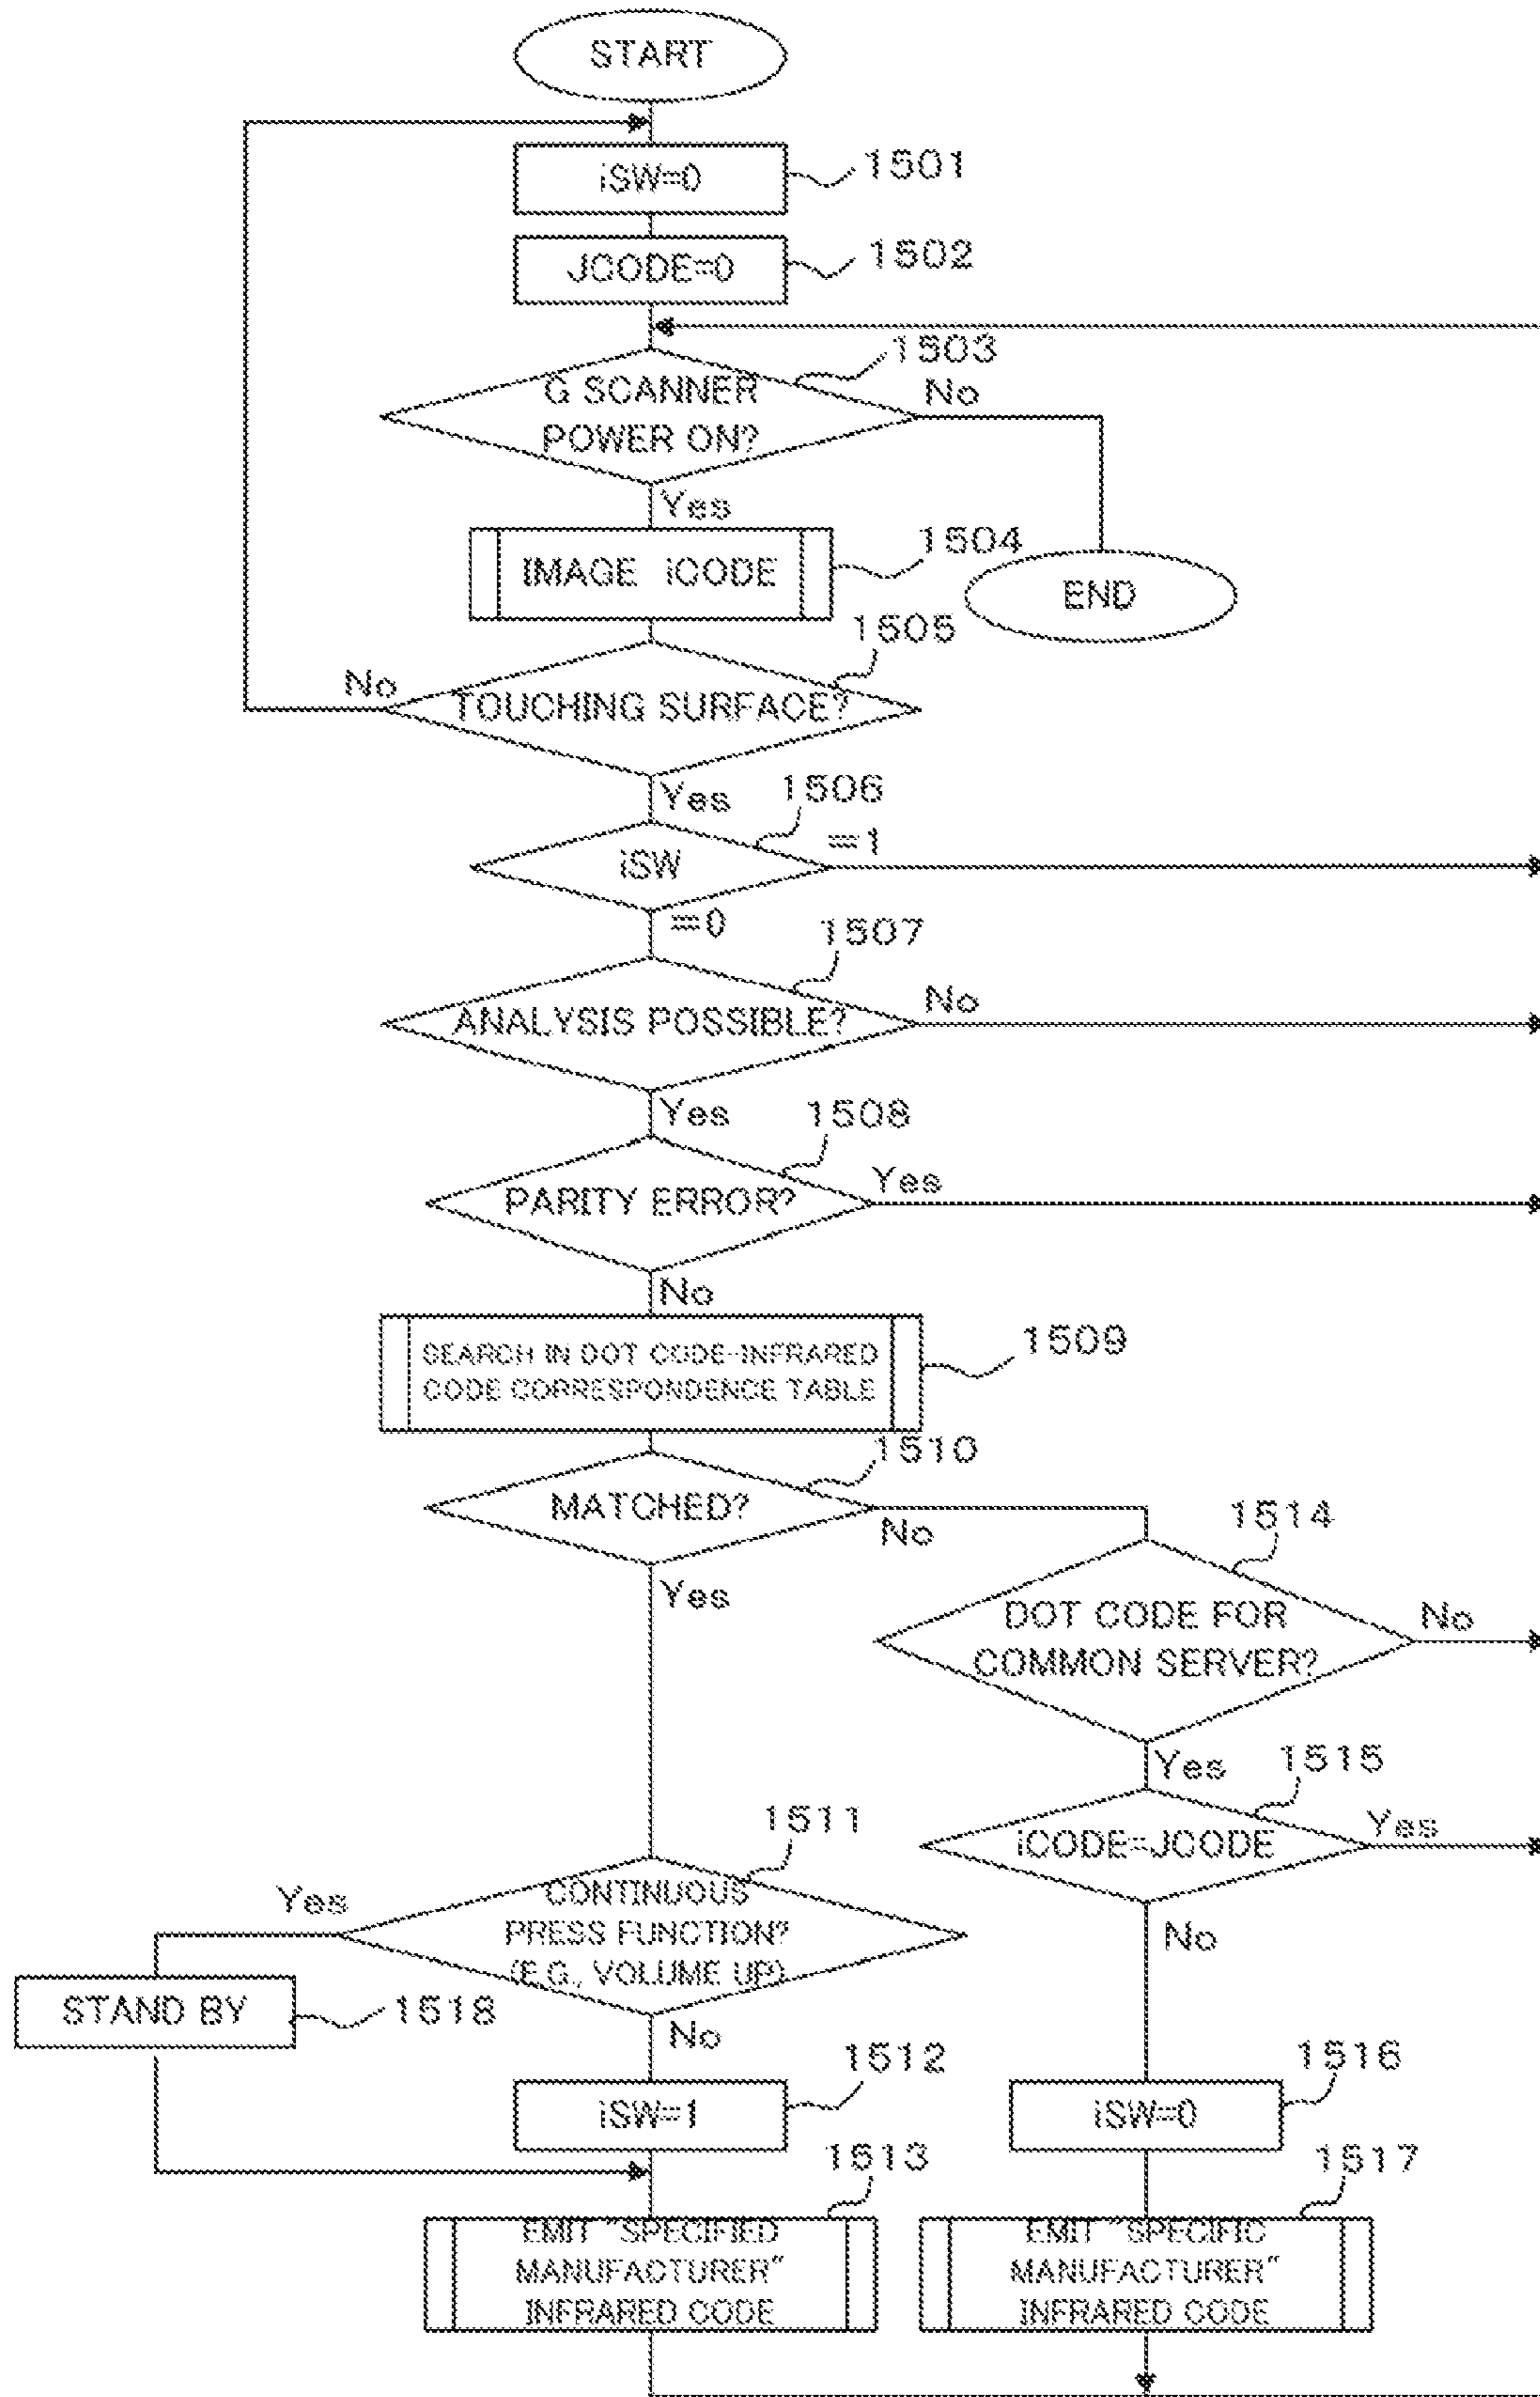 START
iSW=0
1501
JCODE=0
1502
1503
G SCANNER
POWER ON?
No
Yes
IMAGE iCODE
1504
END
1505
No
TOUCHING SURFACE?
Yes
1506
iSW
=1
=0
1507
ANALYSIS POSSIBLE?
No
Yes
1508
PARITY ERROR?
Yes
No
SEARCH IN DOT CODE-INFRARED
CODE CORRESPONDENCE TABLE
1509
1510
MATCHED?
No
Yes
1514
DOT CODE FOR
COMMON SERVER?
No
Yes
1515
iCODE=JCODE
Yes
No
1511
Yes
CONTINUOUS
PRESS FUNCTION?
(E.G., VOLUME UP)
STAND BY
1518
No
1512
iSW=1
1516
iSW=0
1513
EMIT "SPECIFIED
MANUFACTURER"
INFRARED CODE
1517
EMIT "SPECIFIC
MANUFACTURER"
INFRARED CODE